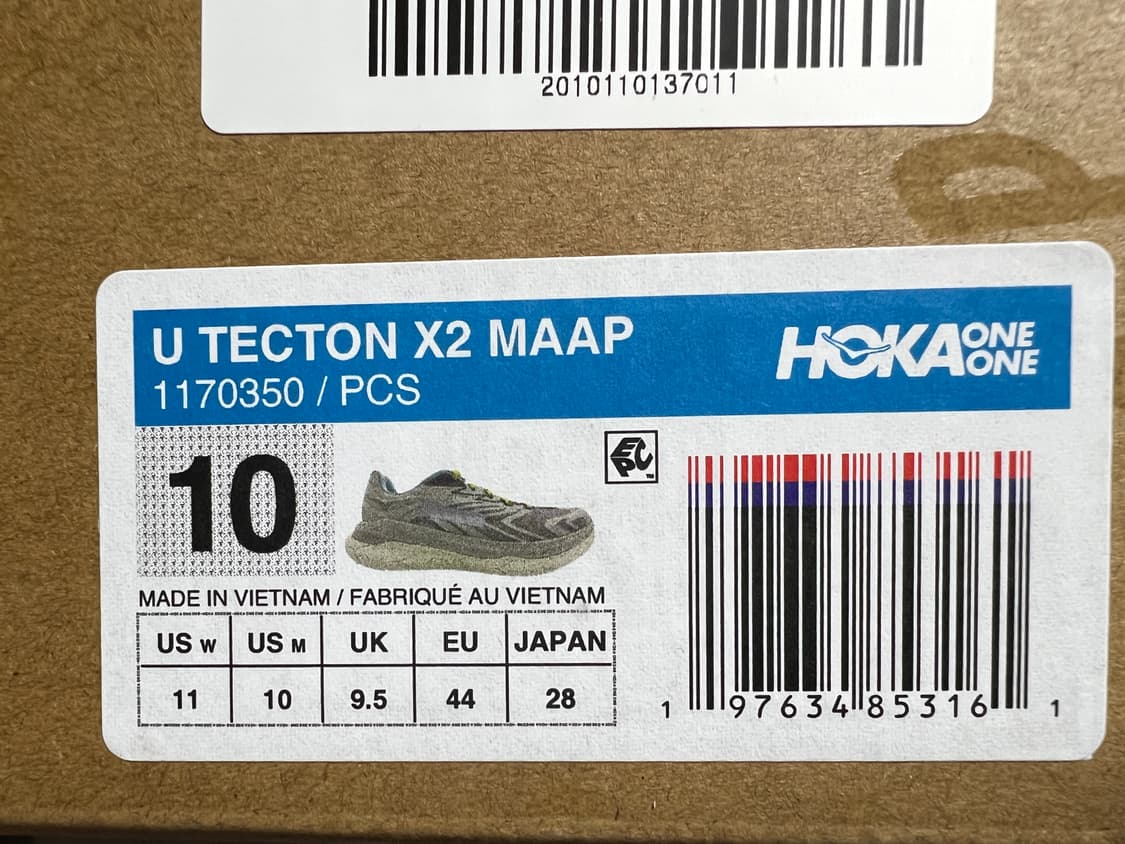 2010110137011
U TECTON X2 MAAP
HOKA ONE ONE
1170350 / PCS
10
EPC
MADE IN VIETNAM / FABRIQUÉ AU VIETNAM
US W US M UK EU JAPAN
11 10 9.5 44 28
1 97634 85316 1